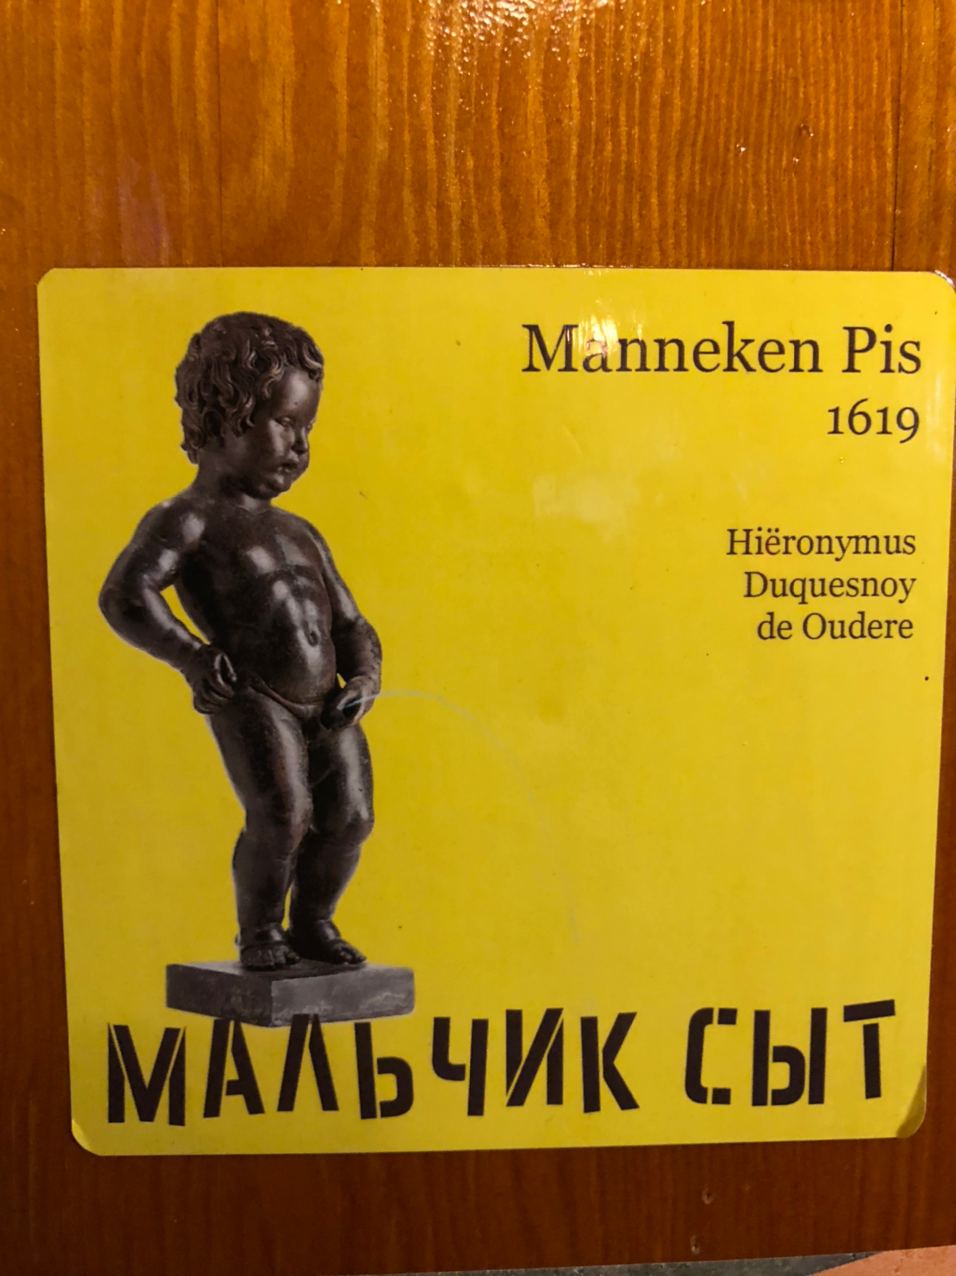 Manneken Pis
1619
Hiëronymus
Duquesnoy
de Oudere
МАЛЬЧИК СЫТ